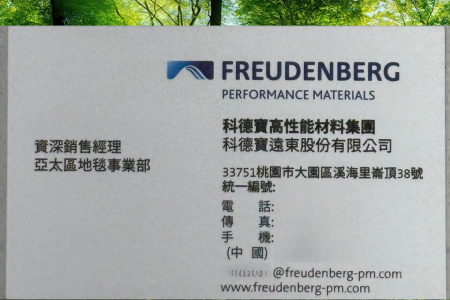 FREUDENBERG
PERFORMANCE MATERIALS
科德寶高性能材料集團
科德寶遠東股份有限公司
資深銷售經理
亞太區地毯事業部
33751桃園市大園區溪海里崙頂38號
統一編號:
電 話:
傳 真:
手 機:
(中 國)
@freudenberg-pm.com
www.freudenberg-pm.com